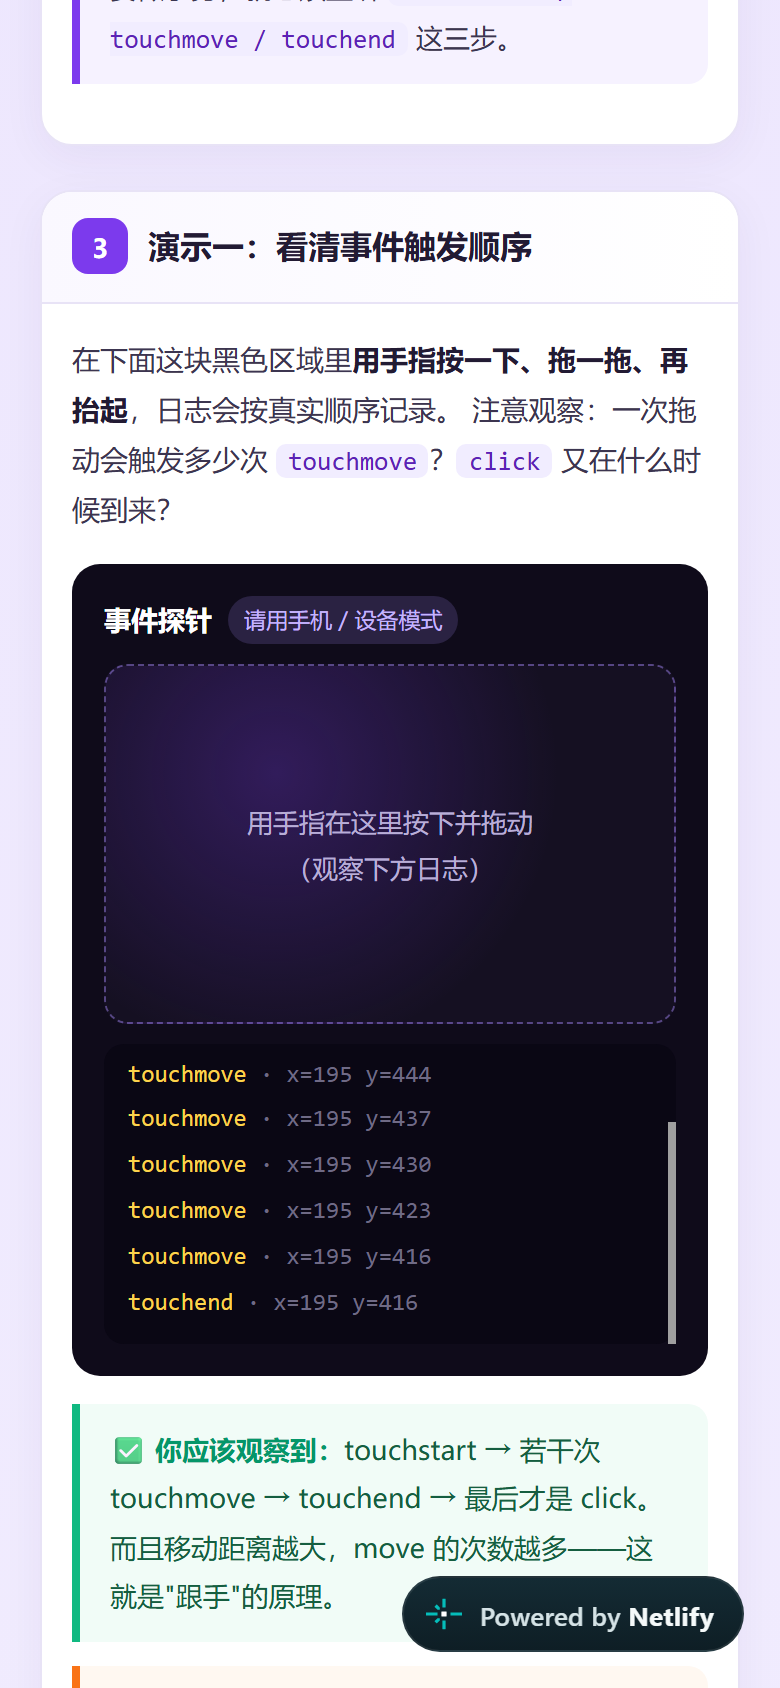 touchmove / touchend 这三步。
3 演示一：看清事件触发顺序
在下面这块黑色区域里用手指按一下、拖一拖、再
抬起，日志会按真实顺序记录。 注意观察：一次拖
动会触发多少次 touchmove？ click 又在什么时
候到来？
事件探针 请用手机 / 设备模式
用手指在这里按下并拖动
（观察下方日志）
touchmove · x=195 y=444
touchmove · x=195 y=437
touchmove · x=195 y=430
touchmove · x=195 y=423
touchmove · x=195 y=416
touchend · x=195 y=416
✅ 你应该观察到：touchstart → 若干次
touchmove → touchend → 最后才是 click。
而且移动距离越大，move 的次数越多——这
就是"跟手"的原理。
Powered by Netlify